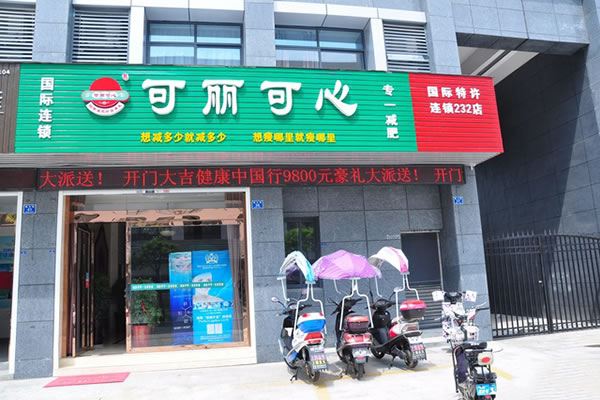 国际连锁
可丽可心
专一减肥
国际特许
连锁232店
想减多少就减多少 想瘦哪里就瘦哪里
大派送！ 开门大吉健康中国行9800元豪礼大派送！ 开门